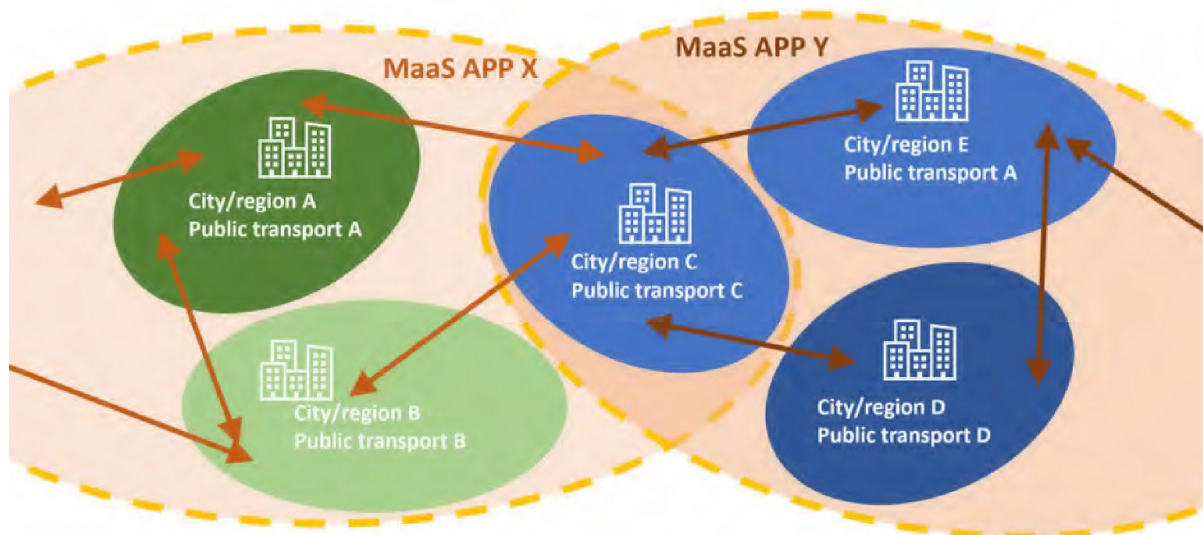 MaaS APP X
MaaS APP Y
City/region A
Public transport A
City/region E
Public transport A
City/region C
Public transport C
City/region B
Public transport B
City/region D
Public transport D